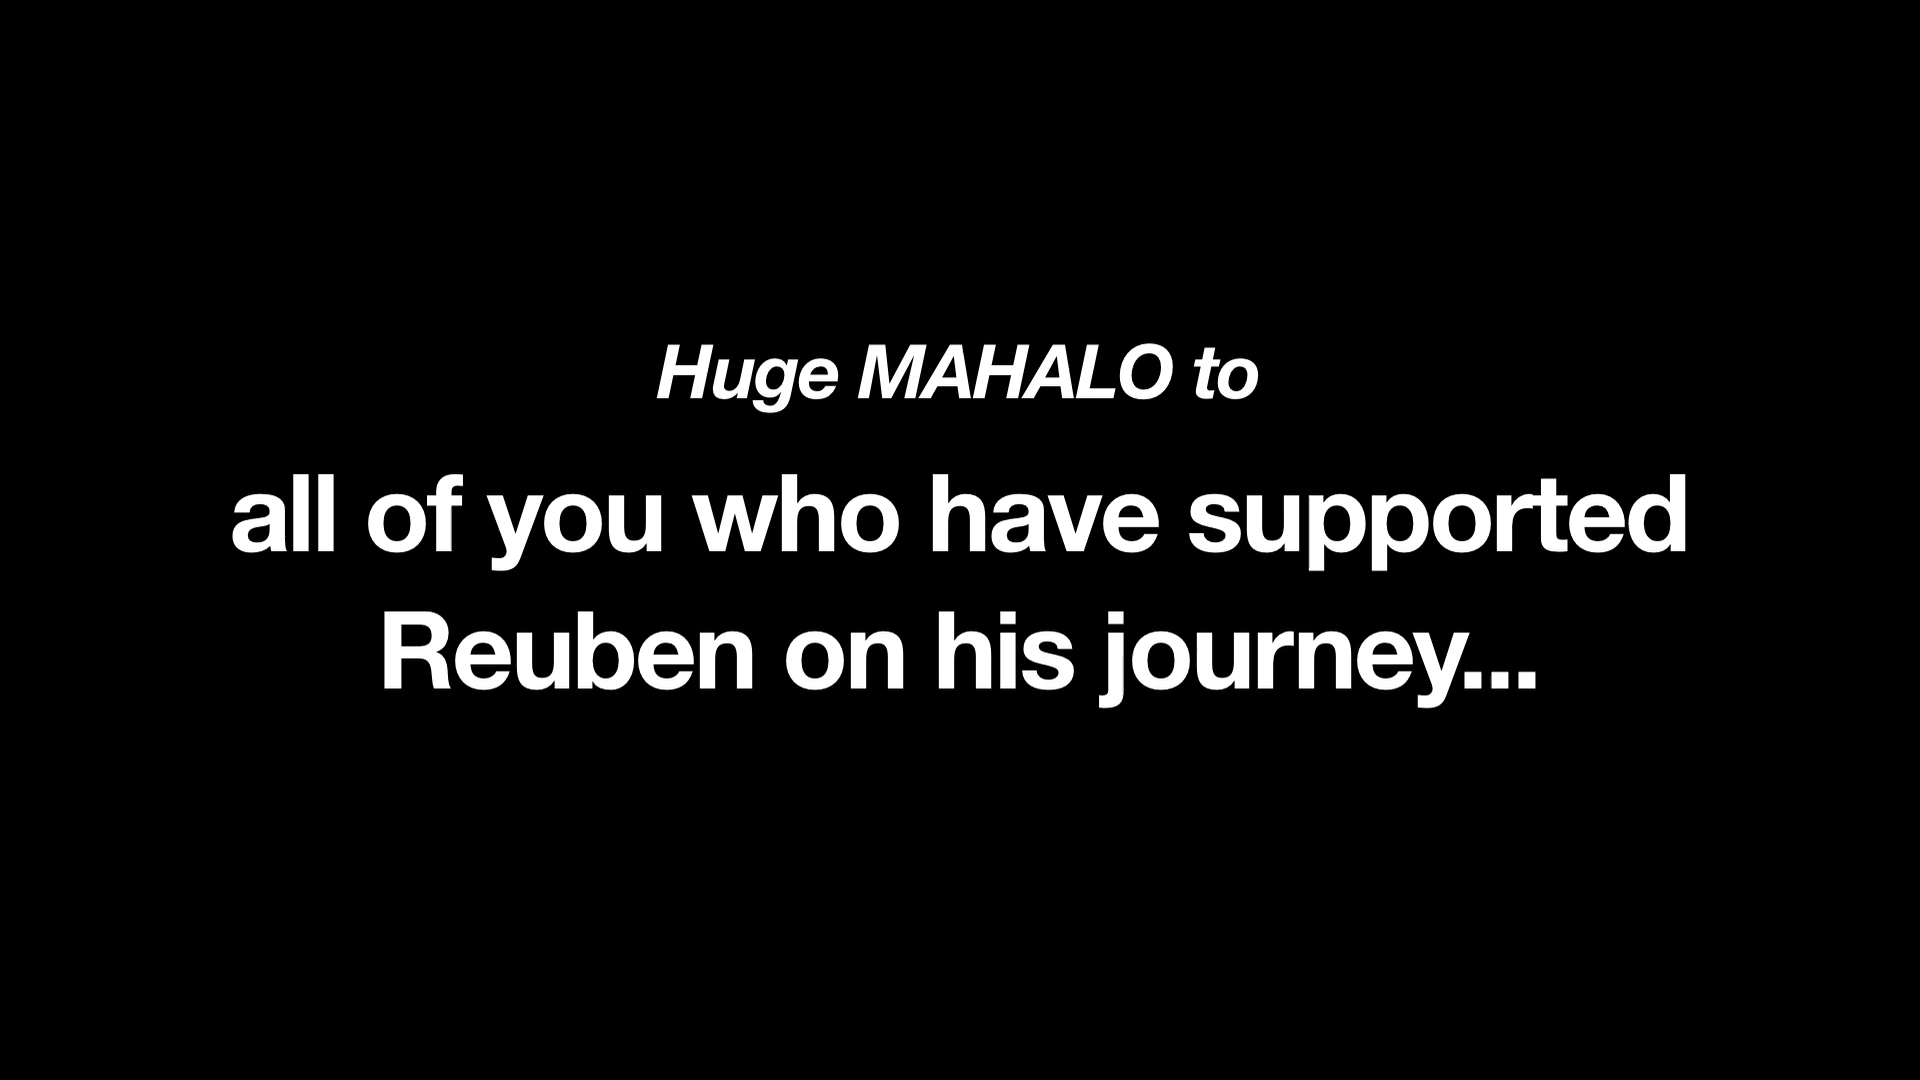 Huge MAHALO to
all of you who have supported
Reuben on his journey...